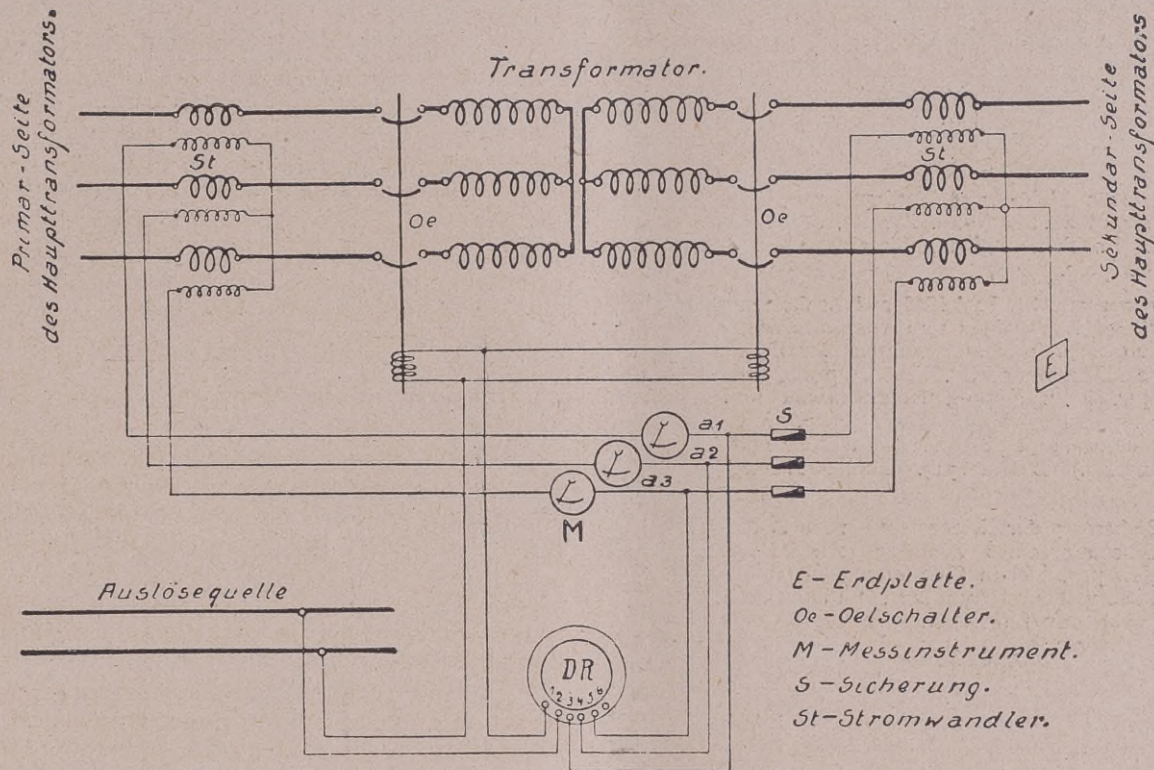 Primar-Seite
des Haupttransformators.
Transformator.
Sekundar-Seite
des Haupttransformators
St
St.
Oe
Oe
E
S
a1
a2
a3
M
Auslösequelle
DR
1 2 3 4 5 6
E-Erdplatte.
Oe-Oelschalter.
M-Messinstrument.
S-Sicherung.
St-Stromwandler.